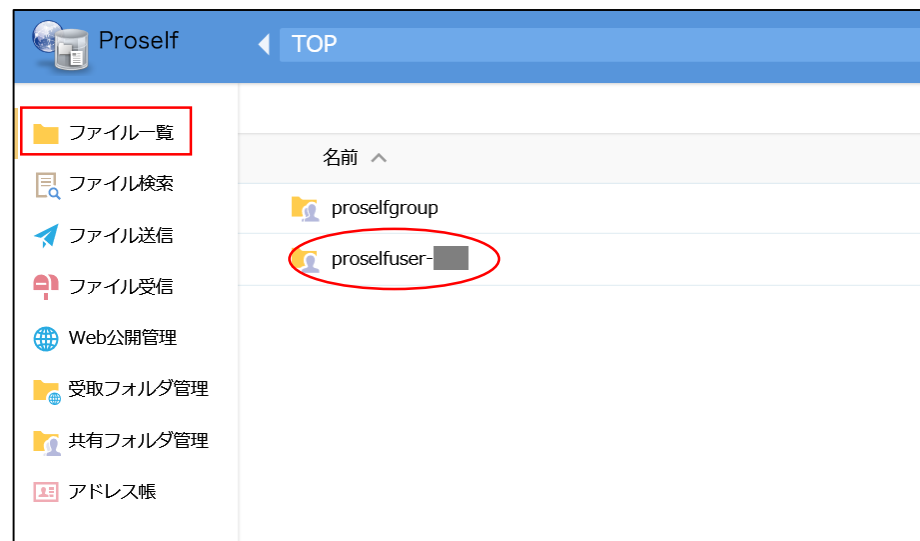 Proself
TOP
ファイル一覧
ファイル検索
ファイル送信
ファイル受信
Web公開管理
受取フォルダ管理
共有フォルダ管理
アドレス帳
名前
proselfgroup
proselfuser-